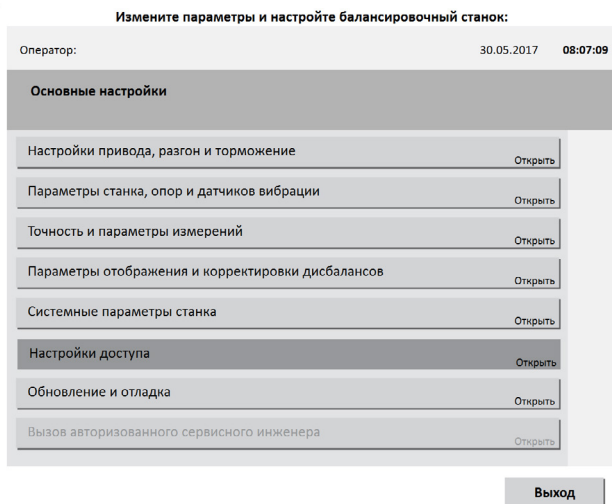 Измените параметры и настройте балансировочный станок:
Оператор: 30.05.2017 08:07:09
Основные настройки
Настройки привода, разгон и торможение Открыть
Параметры станка, опор и датчиков вибрации Открыть
Точность и параметры измерений Открыть
Параметры отображения и корректировки дисбалансов Открыть
Системные параметры станка Открыть
Настройки доступа Открыть
Обновление и отладка Открыть
Вызов авторизованного сервисного инженера Открыть
Выход